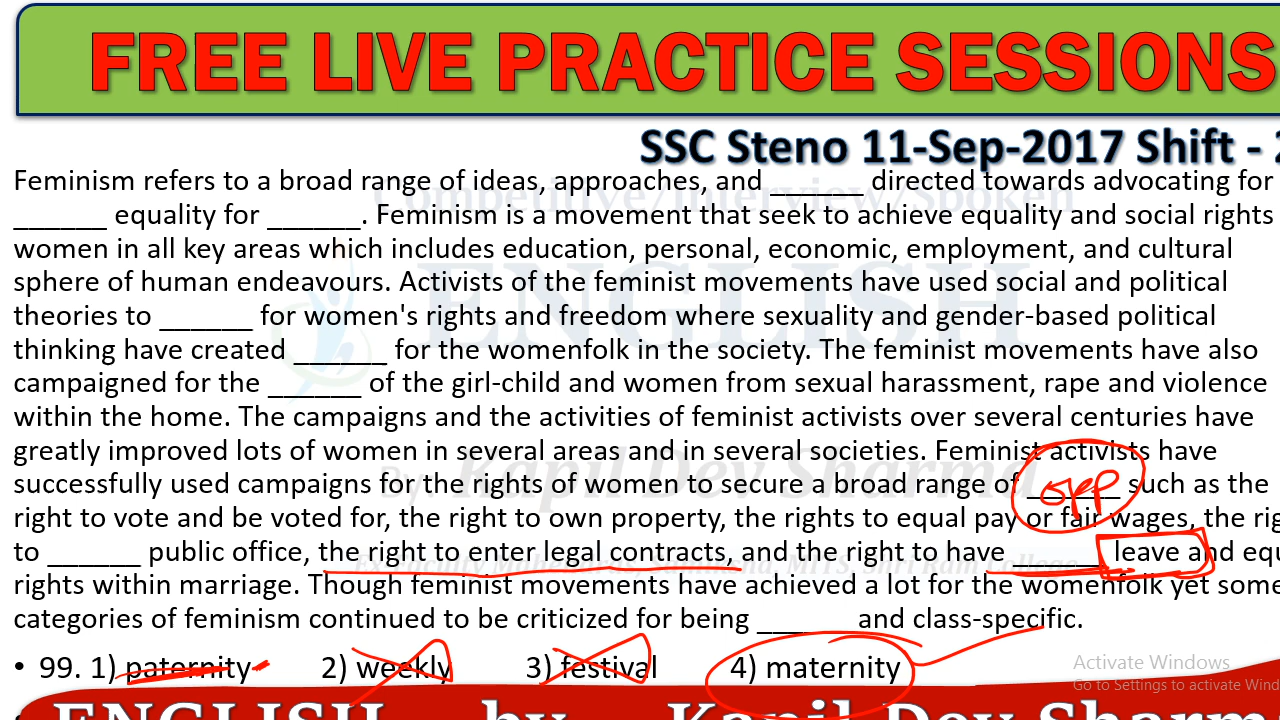 FREE LIVE PRACTICE SESSIONS
SSC Steno 11-Sep-2017 Shift - 2
Feminism refers to a broad range of ideas, approaches, and ______ directed towards advocating for
______ equality for ______. Feminism is a movement that seek to achieve equality and social rights
women in all key areas which includes education, personal, economic, employment, and cultural
sphere of human endeavours. Activists of the feminist movements have used social and political
theories to ______ for women's rights and freedom where sexuality and gender-based political
thinking have created ______ for the womenfolk in the society. The feminist movements have also
campaigned for the ______ of the girl-child and women from sexual harassment, rape and violence
within the home. The campaigns and the activities of feminist activists over several centuries have
greatly improved lots of women in several areas and in several societies. Feminist activists have
successfully used campaigns for the rights of women to secure a broad range of ______ such as the
opp
right to vote and be voted for, the right to own property, the rights to equal pay or fair wages, the rig
to ______ public office, the right to enter legal contracts, and the right to have ______ leave and equ
rights within marriage. Though feminist movements have achieved a lot for the womenfolk yet some
categories of feminism continued to be criticized for being ______ and class-specific.
• 99. 1) paternity 2) weekly 3) festival 4) maternity
Activate Windows
Go to Settings to activate Wind
ENGLISH by Kapil Dev Sharm
Competitive/Interview/Spoken
ENGLISH
By Kapil Dev Sharma